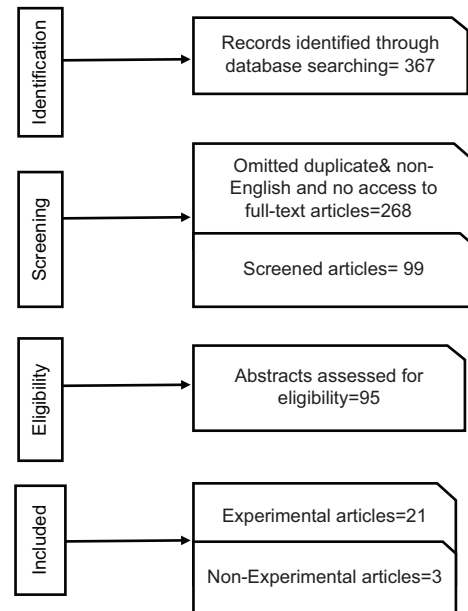 Identification
Records identified through
database searching= 367
Screening
Omitted duplicate& non-
English and no access to
full-text articles=268
Screened articles= 99
Eligibility
Abstracts assessed for
eligibility=95
Included
Experimental articles=21
Non-Experimental articles=3